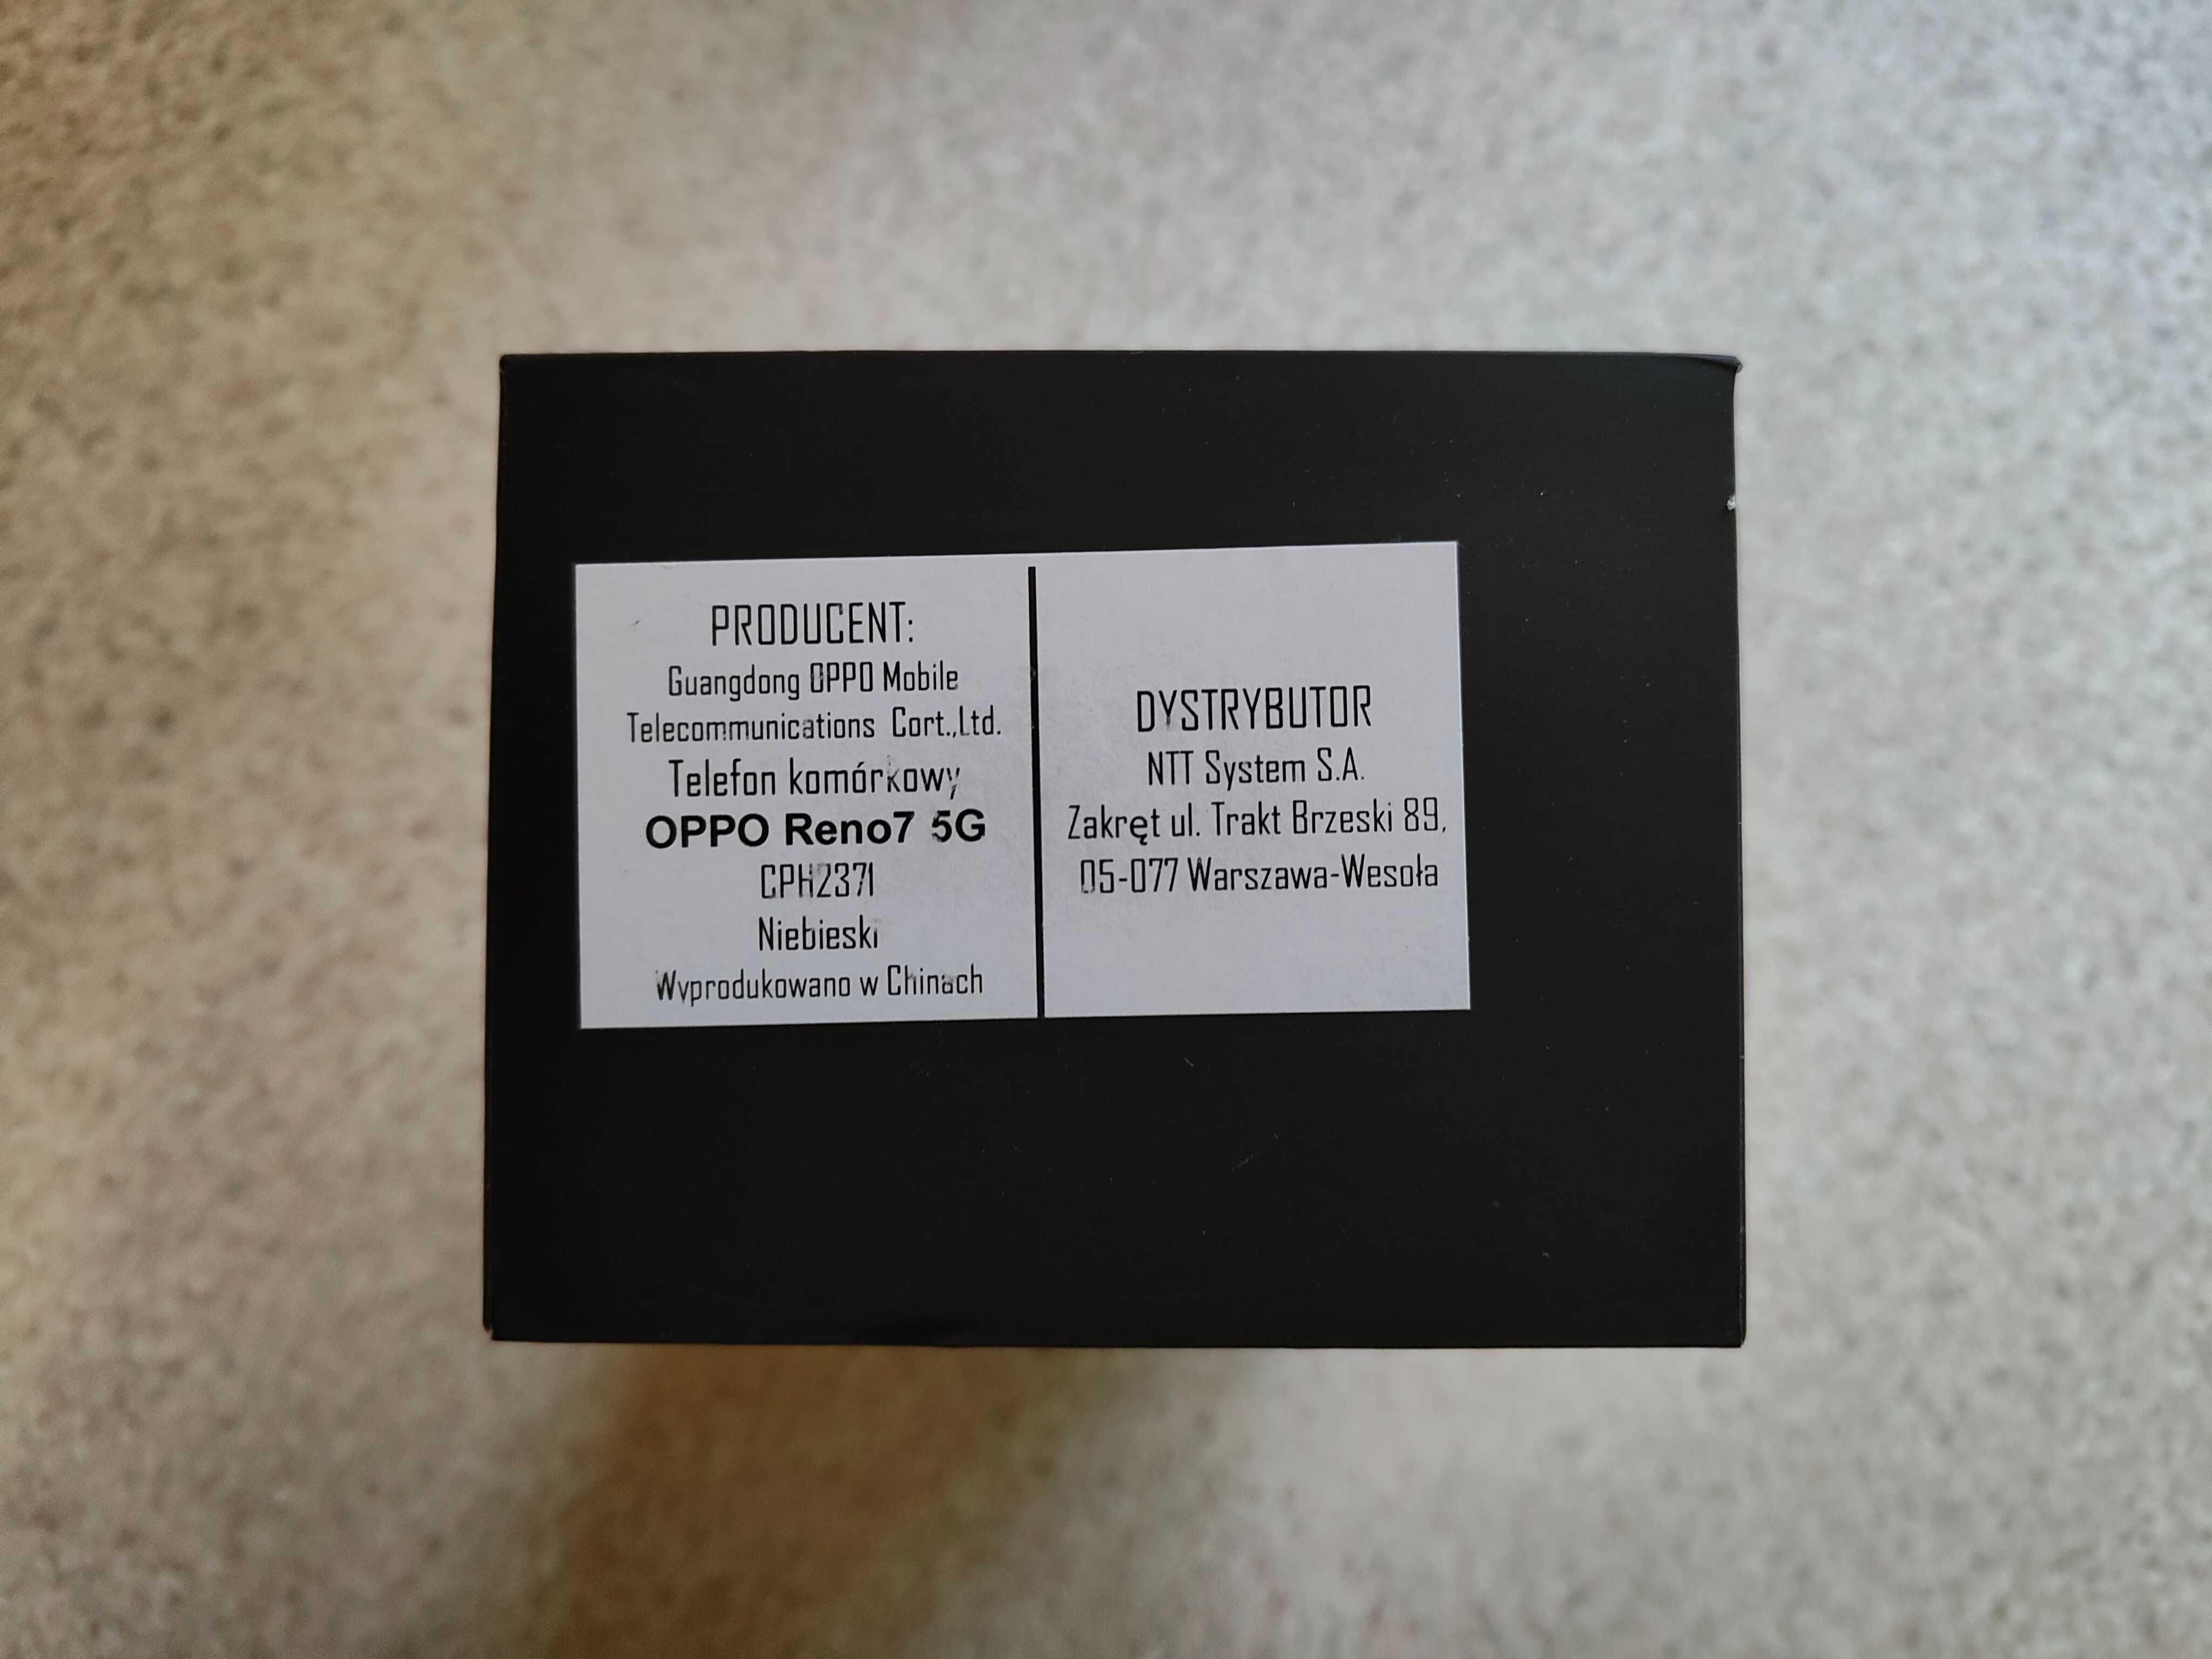 PRODUCENT:
Guangdong OPPO Mobile
Telecommunications Cort.,Ltd.
Telefon komórkowy
OPPO Reno7 5G
CPH2371
Niebieski
Wyprodukowano w Chinach
DYSTRYBUTOR
NTT System S.A.
Zakręt ul. Trakt Brzeski 89,
05-077 Warszawa-Wesoła